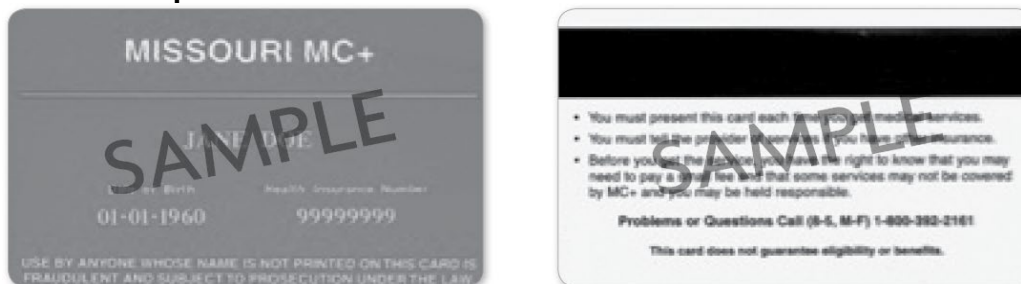 MISSOURI MC+
SAMPLE
JANE DOE
Date of Birth Health Insurance Number
01-01-1960 99999999
USE BY ANYONE WHOSE NAME IS NOT PRINTED ON THIS CARD IS
FRAUDULENT AND SUBJECT TO PROSECUTION UNDER THE LAW
SAMPLE
• You must present this card each time you get medical services.
• You must tell the provider of services if you have other insurance.
• Before you get the service, you have the right to know that you may
need to pay a small fee and that some services may not be covered
by MC+ and you may be held responsible.
Problems or Questions Call (8-5, M-F) 1-800-392-2161
This card does not guarantee eligibility or benefits.